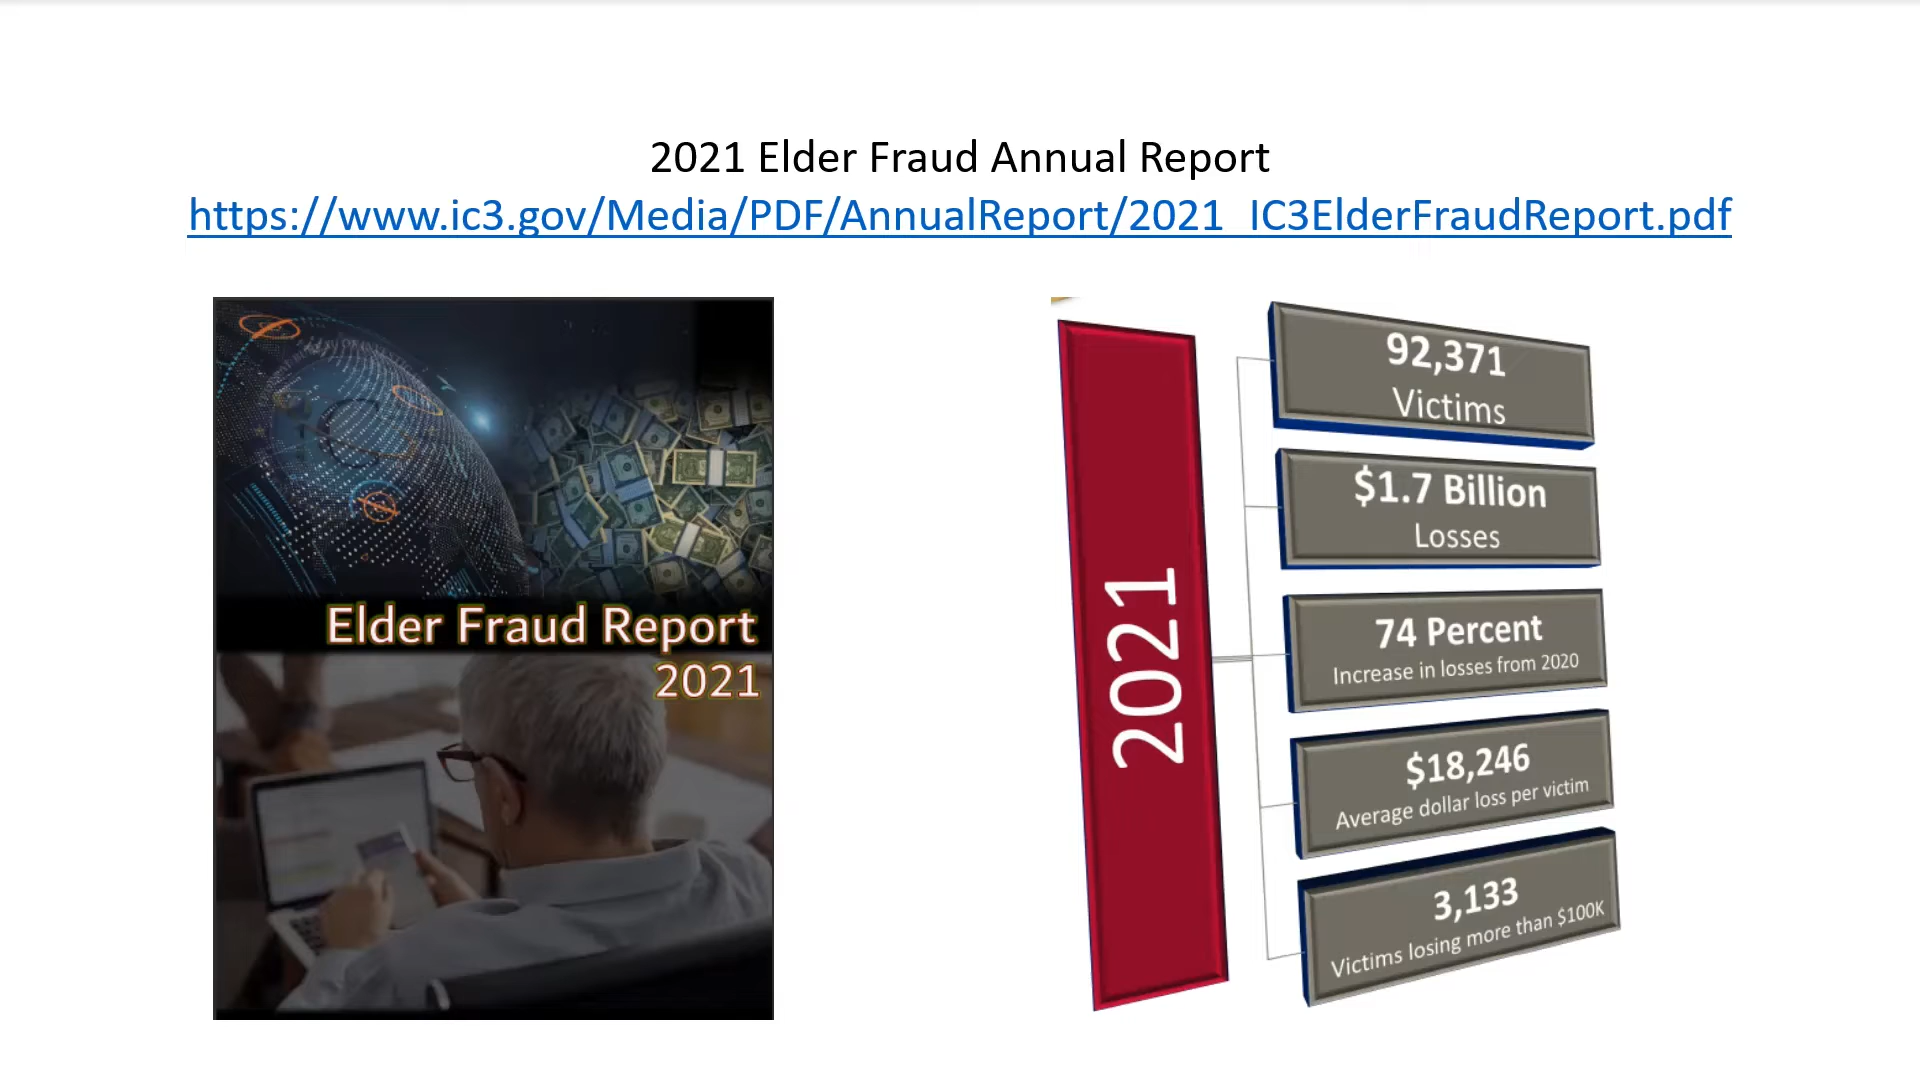 2021 Elder Fraud Annual Report
https://www.ic3.gov/Media/PDF/AnnualReport/2021_IC3ElderFraudReport.pdf
Elder Fraud Report
2021
2021
92,371
Victims
$1.7 Billion
Losses
74 Percent
Increase in losses from 2020
$18,246
Average dollar loss per victim
3,133
Victims losing more than $100K